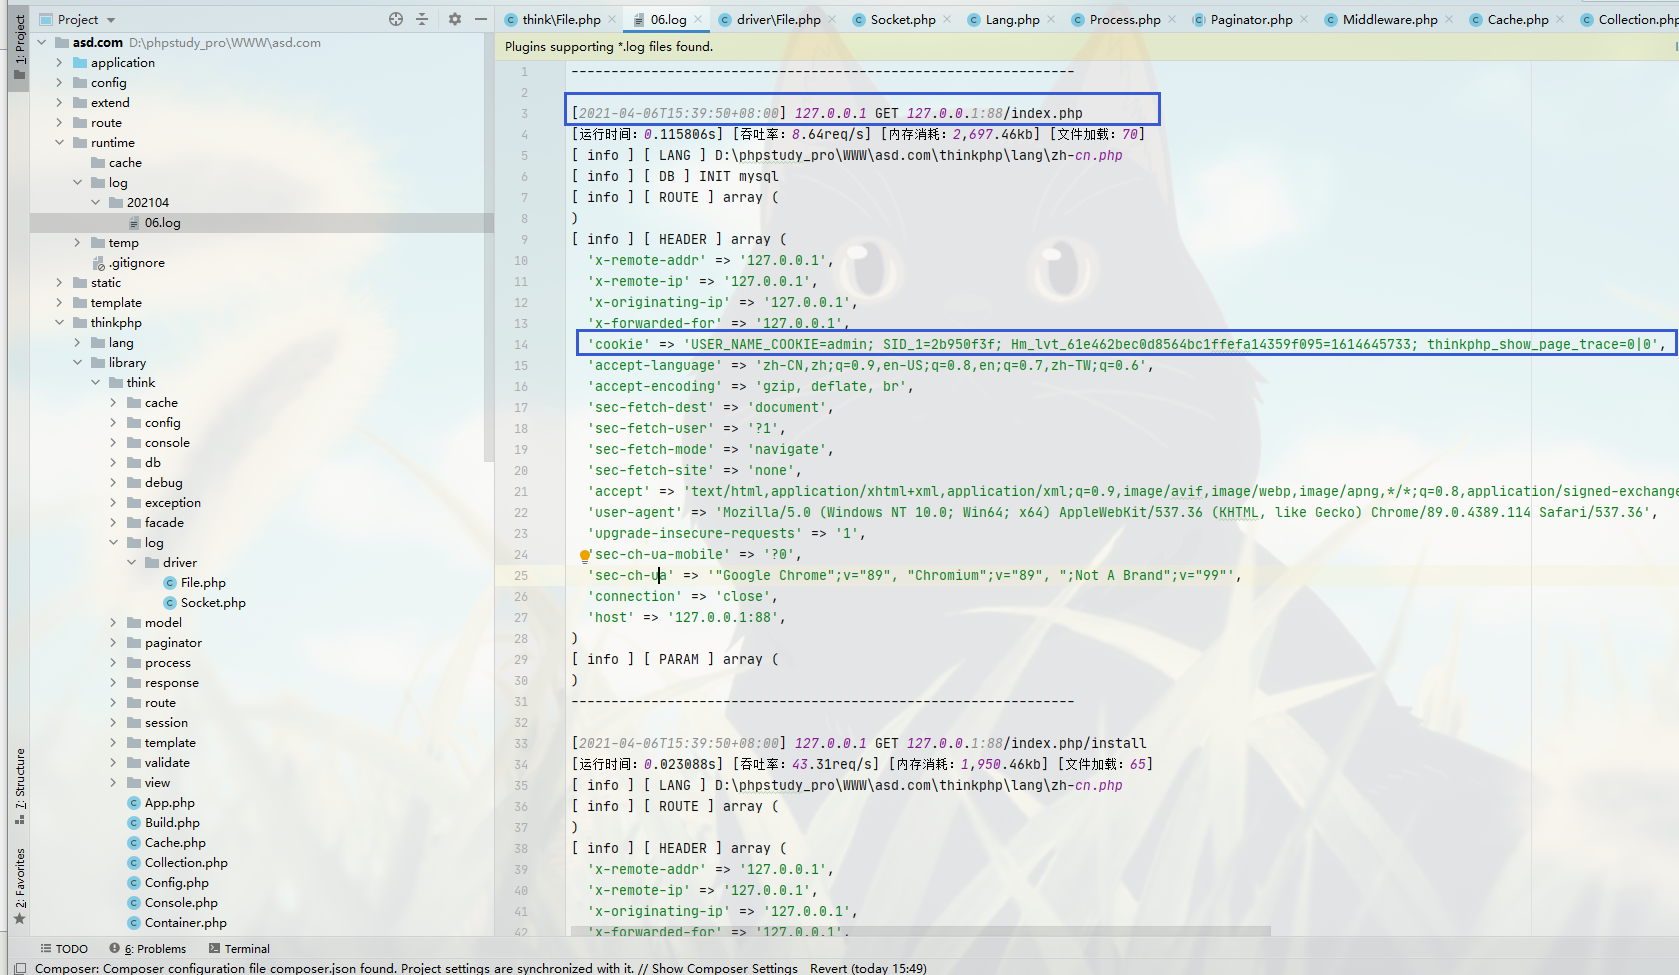 Project
think\File.php
06.log
driver\File.php
Socket.php
Lang.php
Process.php
Paginator.php
Middleware.php
Cache.php
Collection.php
1: Project
asd.com D:\phpstudy_pro\WWW\asd.com
application
config
extend
route
runtime
cache
log
202104
06.log
temp
.gitignore
static
template
thinkphp
lang
library
think
cache
config
console
db
debug
exception
facade
log
driver
File.php
Socket.php
model
paginator
process
response
route
session
template
validate
view
App.php
Build.php
Cache.php
Collection.php
Config.php
Console.php
Container.php
7: Structure
2: Favorites
Plugins supporting *.log files found.
1 ---------------------------------------------------------------
2
3 [2021-04-06T15:39:50+08:00] 127.0.0.1 GET 127.0.0.1:88/index.php
4 [运行时间：0.115806s] [吞吐率：8.64req/s] [内存消耗：2,697.46kb] [文件加载：70]
5 [ info ] [ LANG ] D:\phpstudy_pro\WWW\asd.com\thinkphp\lang\zh-cn.php
6 [ info ] [ DB ] INIT mysql
7 [ info ] [ ROUTE ] array (
8 )
9 [ info ] [ HEADER ] array (
10 'x-remote-addr' => '127.0.0.1',
11 'x-remote-ip' => '127.0.0.1',
12 'x-originating-ip' => '127.0.0.1',
13 'x-forwarded-for' => '127.0.0.1',
14 'cookie' => 'USER_NAME_COOKIE=admin; SID_1=2b950f3f; Hm_lvt_61e462bec0d8564bc1ffefa14359f095=1614645733; thinkphp_show_page_trace=0|0',
15 'accept-language' => 'zh-CN,zh;q=0.9,en-US;q=0.8,en;q=0.7,zh-TW;q=0.6',
16 'accept-encoding' => 'gzip, deflate, br',
17 'sec-fetch-dest' => 'document',
18 'sec-fetch-user' => '?1',
19 'sec-fetch-mode' => 'navigate',
20 'sec-fetch-site' => 'none',
21 'accept' => 'text/html,application/xhtml+xml,application/xml;q=0.9,image/avif,image/webp,image/apng,*/*;q=0.8,application/signed-exchange
22 'user-agent' => 'Mozilla/5.0 (Windows NT 10.0; Win64; x64) AppleWebKit/537.36 (KHTML, like Gecko) Chrome/89.0.4389.114 Safari/537.36',
23 'upgrade-insecure-requests' => '1',
24 'sec-ch-ua-mobile' => '?0',
25 'sec-ch-ua' => '"Google Chrome";v="89", "Chromium";v="89", ";Not A Brand";v="99"',
26 'connection' => 'close',
27 'host' => '127.0.0.1:88',
28 )
29 [ info ] [ PARAM ] array (
30 )
31 ---------------------------------------------------------------
32
33 [2021-04-06T15:39:50+08:00] 127.0.0.1 GET 127.0.0.1:88/index.php/install
34 [运行时间：0.023088s] [吞吐率：43.31req/s] [内存消耗：1,950.46kb] [文件加载：65]
35 [ info ] [ LANG ] D:\phpstudy_pro\WWW\asd.com\thinkphp\lang\zh-cn.php
36 [ info ] [ ROUTE ] array (
37 )
38 [ info ] [ HEADER ] array (
39 'x-remote-addr' => '127.0.0.1',
40 'x-remote-ip' => '127.0.0.1',
41 'x-originating-ip' => '127.0.0.1',
42 'x-forwarded-for' => '127.0.0.1',
TODO
6: Problems
Terminal
Composer: Composer configuration file composer.json found. Project settings are synchronized with it. // Show Composer Settings Revert (today 15:49)